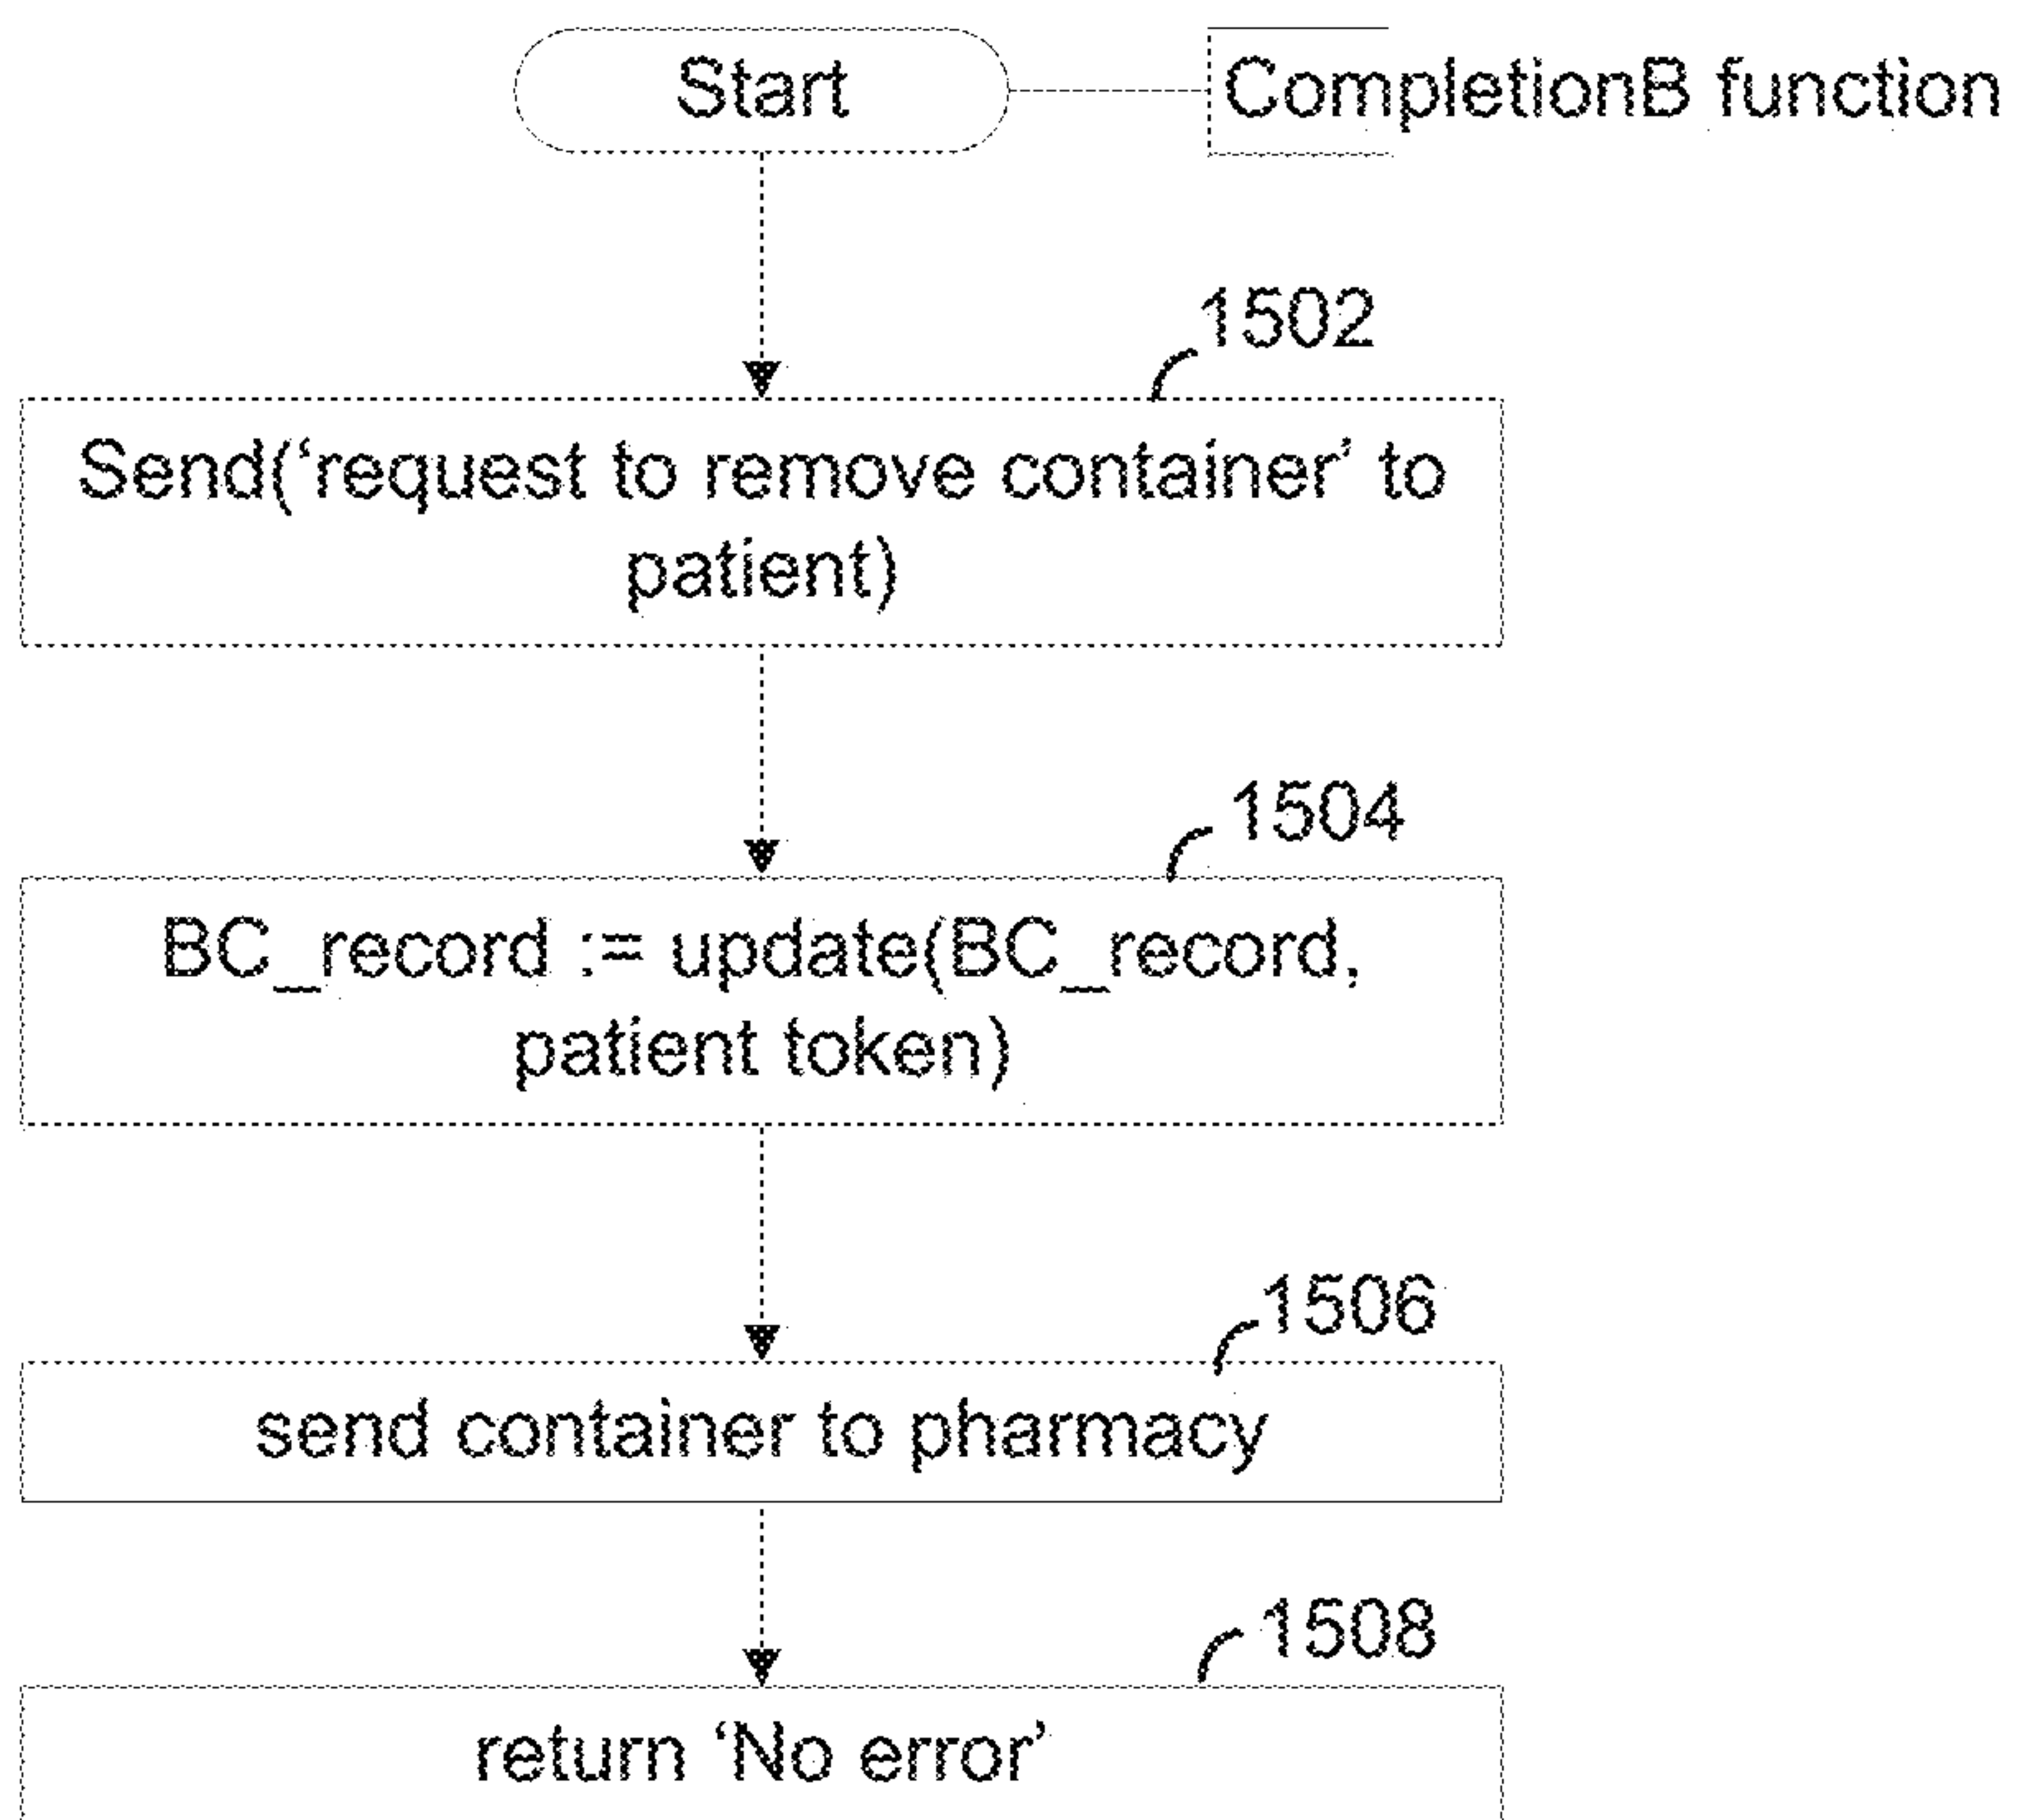 Start
CompletionB function
1502
Send(‘request to remove container’ to
patient)
1504
BC_record := update(BC_record,
patient token)
1506
send container to pharmacy
1508
return ‘No error’